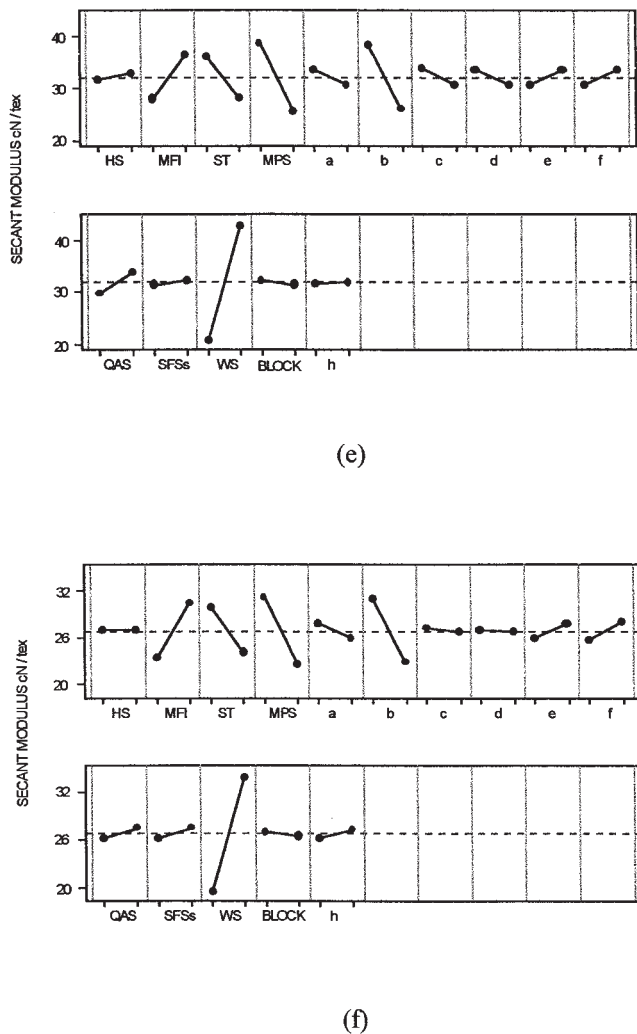 SECANT MODULUS cN / tex
40
30
20
HS MFI ST MPS a b c d e f
40
30
20
QAS SFSs WS BLOCK h
(e)
SECANT MODULUS cN / tex
32
26
20
HS MFI ST MPS a b c d e f
32
26
20
QAS SFSs WS BLOCK h
(f)